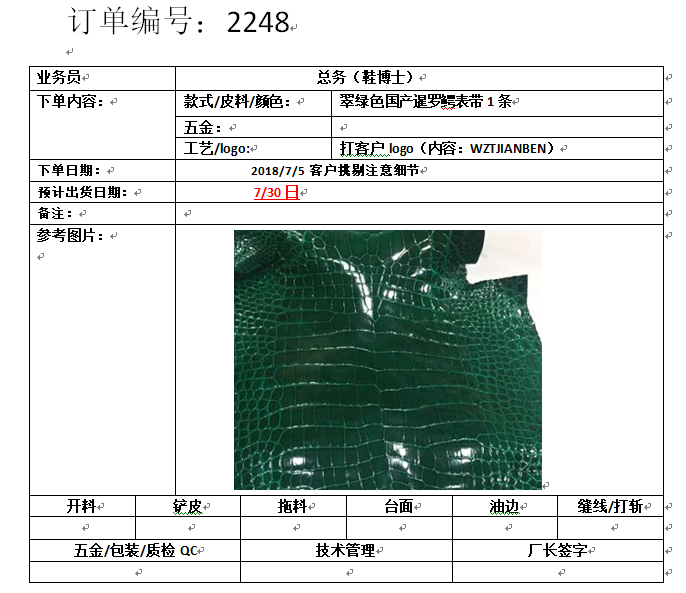 订单编号：2248
业务员 总务（鞋博士）
下单内容： 款式/皮料/颜色： 翠绿色国产暹罗鳄表带 1 条
五金：
工艺/logo: 打客户 logo（内容：WZTJIANBEN）
下单日期： 2018/7/5 客户挑剔注意细节
预计出货日期： 7/30 日
备注：
参考图片：
开料 铲皮 拖料 台面 油边 缝线/打斩
五金/包装/质检 QC 技术管理 厂长签字